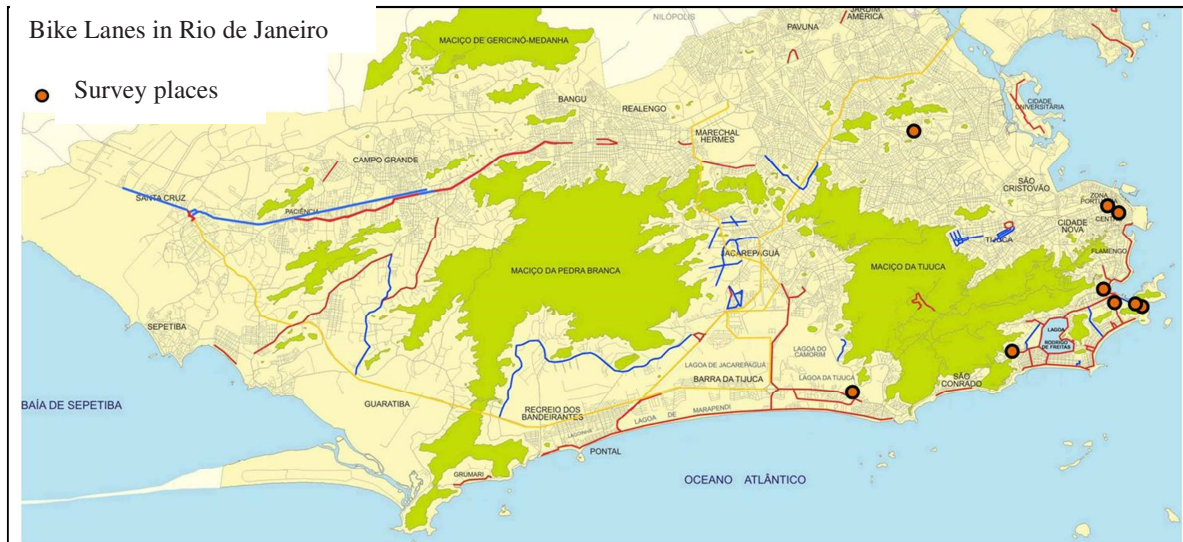 Bike Lanes in Rio de Janeiro
Survey places
NILÓPOLIS
JARDIM
AMÉRICA
PAVUNA
MACIÇO DE GERICINÓ-MEDANHA
BANGU
REALENGO
CIDADE
UNIVERSITÁRIA
MARECHAL
HERMES
CAMPO GRANDE
SÃO
CRISTOVÃO
SANTA CRUZ
PACIÊNCIA
ZONA
CIDADE
NOVA
TIJUCA
FLAMENGO
JACAREPAGUÁ
MACIÇO DA PEDRA BRANCA
MACIÇO DA TIJUCA
SEPETIBA
LAGOA
RODRIGO
DE FREITAS
LAGOA DO
CAMORIM
LAGOA DE JACAREPAGUÁ
LAGOA DA TIJUCA
BARRA DA TIJUCA
SÃO
CONRADO
BAÍA DE SEPETIBA
GUARATIBA
RECREIO DOS
BANDEIRANTES
LAGOA DE MARAPENDI
PONTAL
GRUMARI
OCEANO ATLÂNTICO